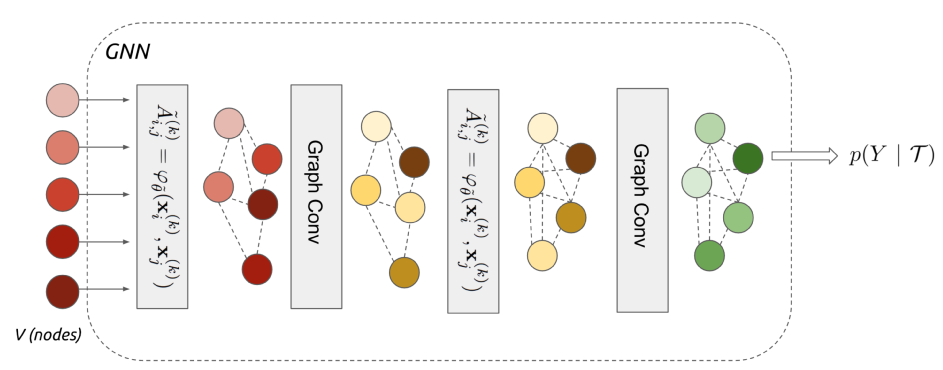 GNN
V (nodes)
$\tilde{A}_{i,j}^{(k)} = \varphi_{\tilde{\theta}}(\mathbf{x}_i^{(k)}, \mathbf{x}_j^{(k)})$
Graph Conv
$\tilde{A}_{i,j}^{(k)} = \varphi_{\tilde{\theta}}(\mathbf{x}_i^{(k)}, \mathbf{x}_j^{(k)})$
Graph Conv
$p(Y \mid \mathcal{T})$